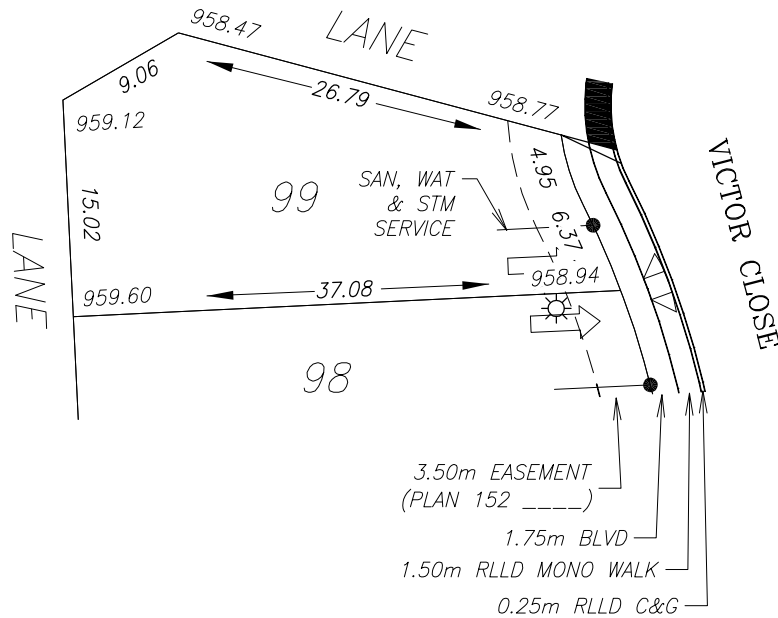 958.47
LANE
9.06
26.79
958.77
959.12
VICTOR CLOSE
4.95
SAN, WAT
& STM
SERVICE
99
15.02
6.37
LANE
958.94
959.60
37.08
98
3.50m EASEMENT
(PLAN 152 ____)
1.75m BLVD
1.50m RLLD MONO WALK
0.25m RLLD C&G